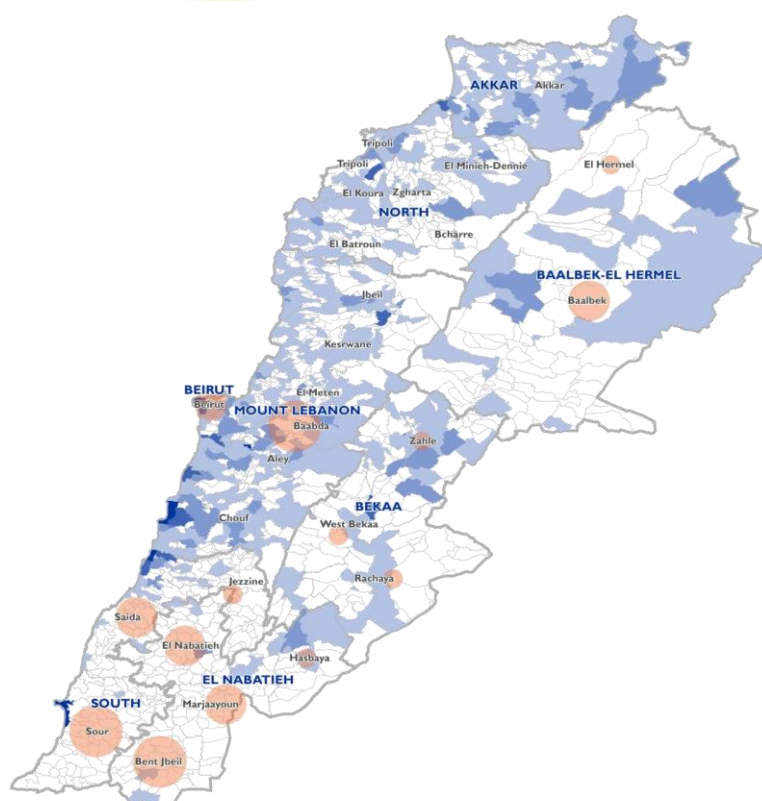 AKKAR
Akkar
Tripoli
Tripoli
El Minieh-Dennie
El Hermel
El Koura
Zgharta
NORTH
Bcharre
El Batroun
BAALBEK-EL HERMEL
Baalbek
Jbeil
Kesrwane
BEIRUT
Beirut
El Meten
MOUNT LEBANON
Baabda
Zahle
Aley
BEKAA
Chouf
West Bekaa
Jezzine
Rachaya
Saida
El Nabatieh
Hasbaya
EL NABATIEH
SOUTH
Marjaayoun
Sour
Bent Jbeil